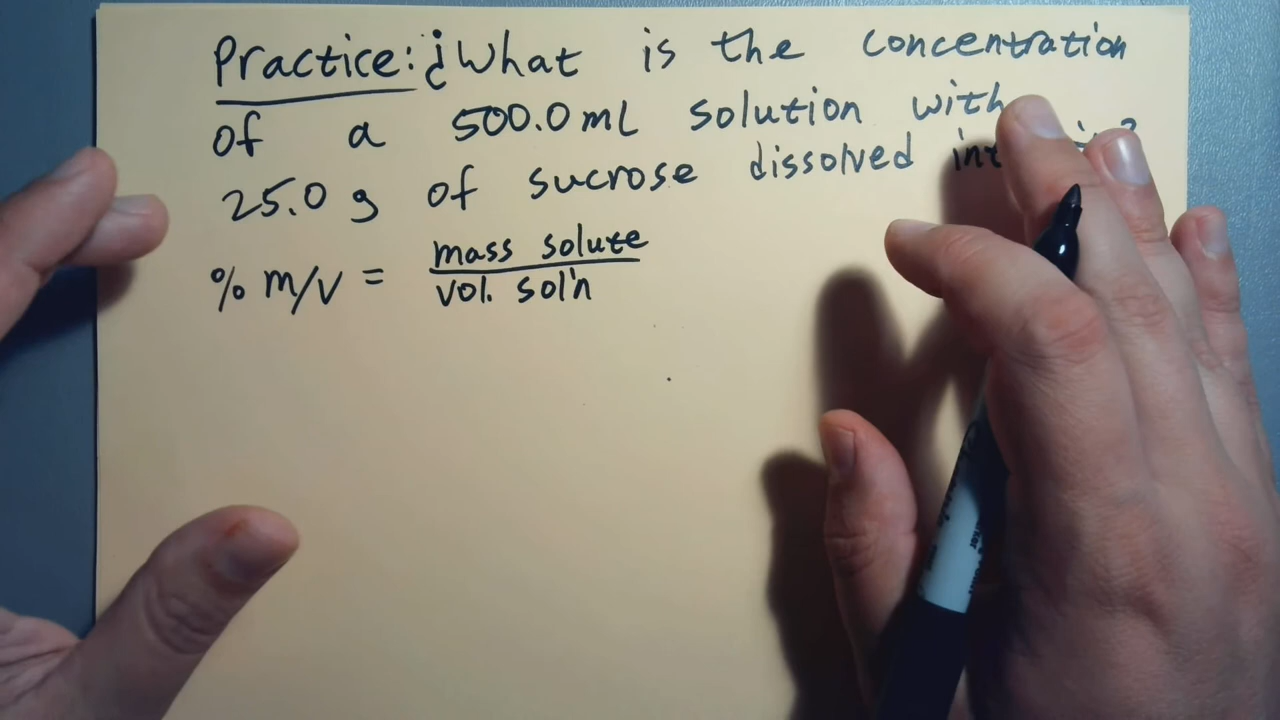 Practice: ¿What is the concentration
of a 500.0 mL solution with
25.0 g of sucrose dissolved
% m/v = mass solute
vol. sol'n